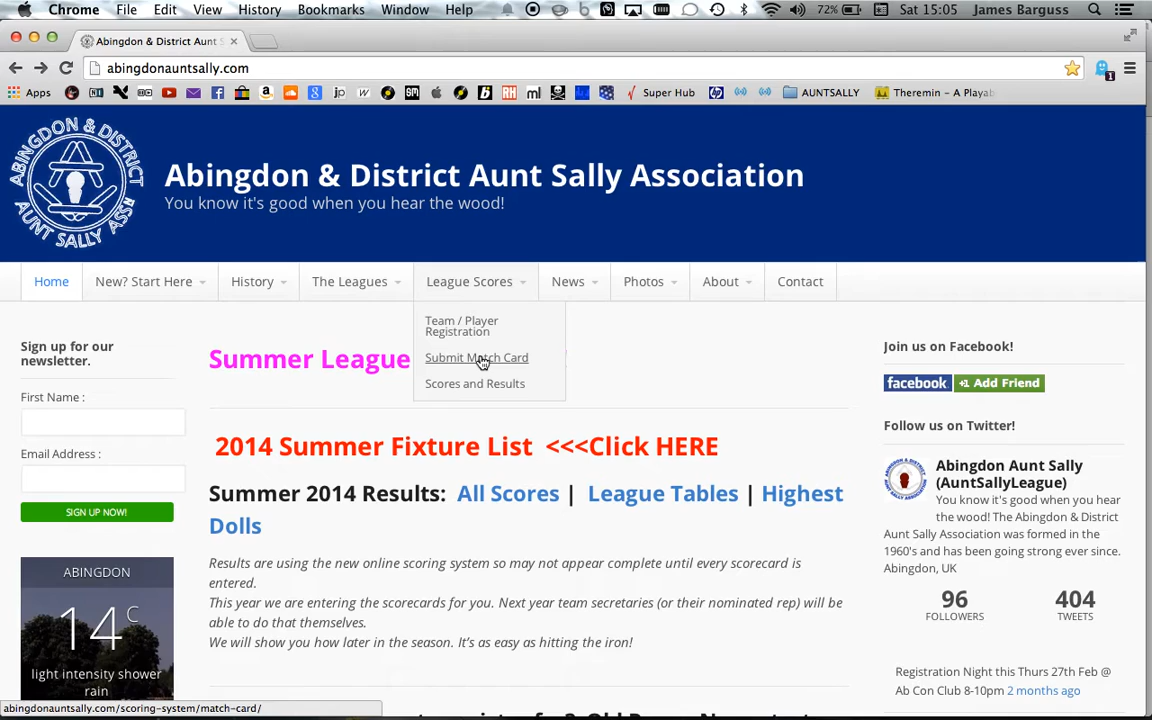 Chrome File Edit View History Bookmarks Window Help 72% Sat 15:05 James Barguss
Abingdon & District Aunt S
abingdonauntsally.com
Apps Super Hub AUNTSALLY Theremin - A Playab
ABINGDON & DISTRICT AUNT SALLY ASSN
Abingdon & District Aunt Sally Association
You know it's good when you hear the wood!
Home New? Start Here History The Leagues League Scores News Photos About Contact
Team / Player
Registration
Submit Match Card
Scores and Results
Sign up for our
newsletter.
First Name :
Email Address :
SIGN UP NOW!
ABINGDON
14 C
light intensity shower
rain
Summer League
2014 Summer Fixture List <<<Click HERE
Summer 2014 Results: All Scores | League Tables | Highest
Dolls
Results are using the new online scoring system so may not appear complete until every scorecard is
entered.
This year we are entering the scorecards for you. Next year team secretaries (or their nominated rep) will be
able to do that themselves.
We will show you how later in the season. It's as easy as hitting the iron!
Join us on Facebook!
facebook +1 Add Friend
Follow us on Twitter!
Abingdon Aunt Sally
(AuntSallyLeague)
You know it's good when you hear
the wood! The Abingdon & District
Aunt Sally Association was formed in the
1960's and has been going strong ever since.
Abingdon, UK
96 404
FOLLOWERS TWEETS
Registration Night this Thurs 27th Feb @
Ab Con Club 8-10pm 2 months ago
abingdonauntsally.com/scoring-system/match-card/